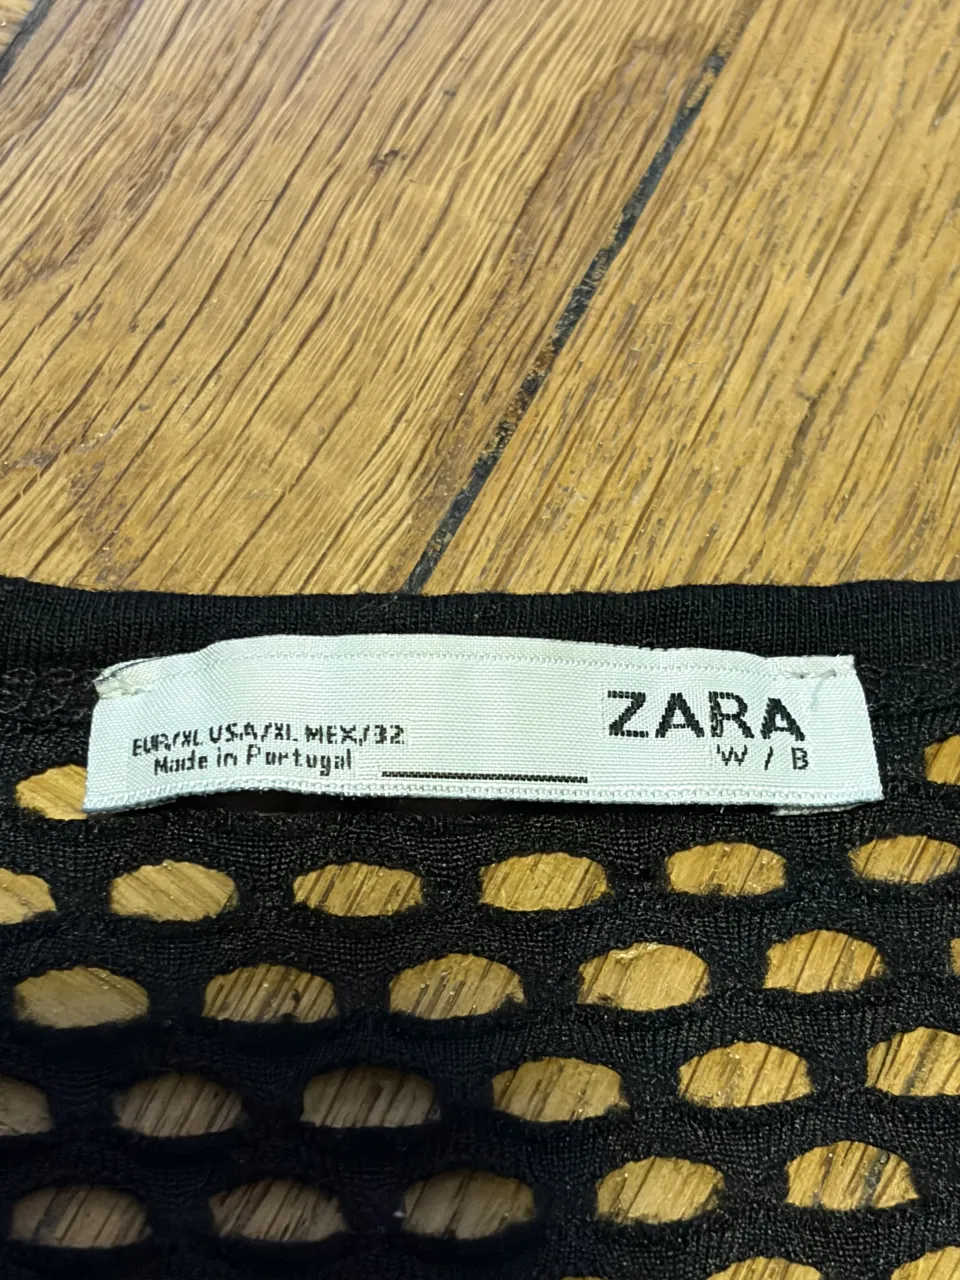 ZARA
W / B
EUR/XL USA/XL MEX/32
Made in Portugal